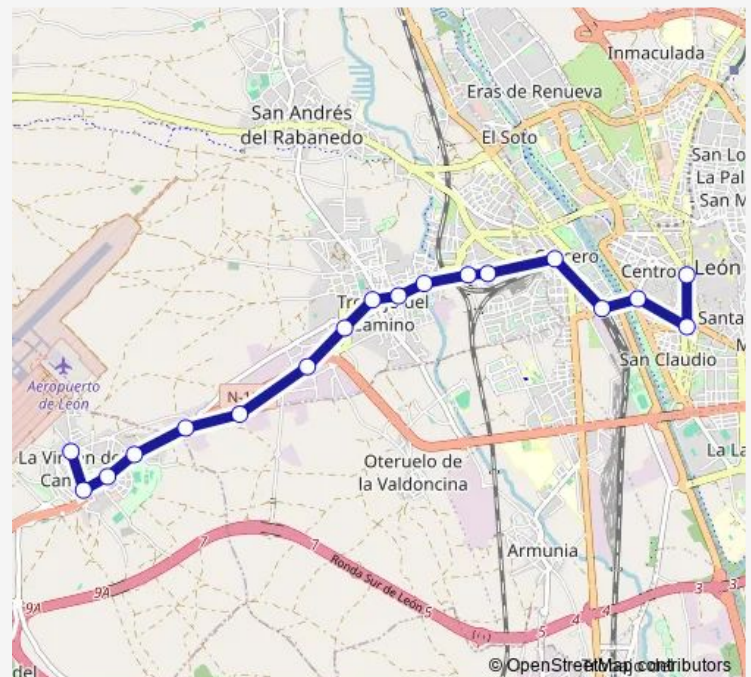 Inmaculada
Eras de Renueva
San Andrés
del Rabanedo
El Soto
San Lo
La Pal
San M
Centro
León
Santa
San Claudio
Camino
N-1
Aeropuerto
de León
Oteruelo de
la Valdoncina
La La
Armunia
7
7
Ronda Sur de León
5
5
4
4
3
3
9A
9A
del
© OpenStreetMap contributors